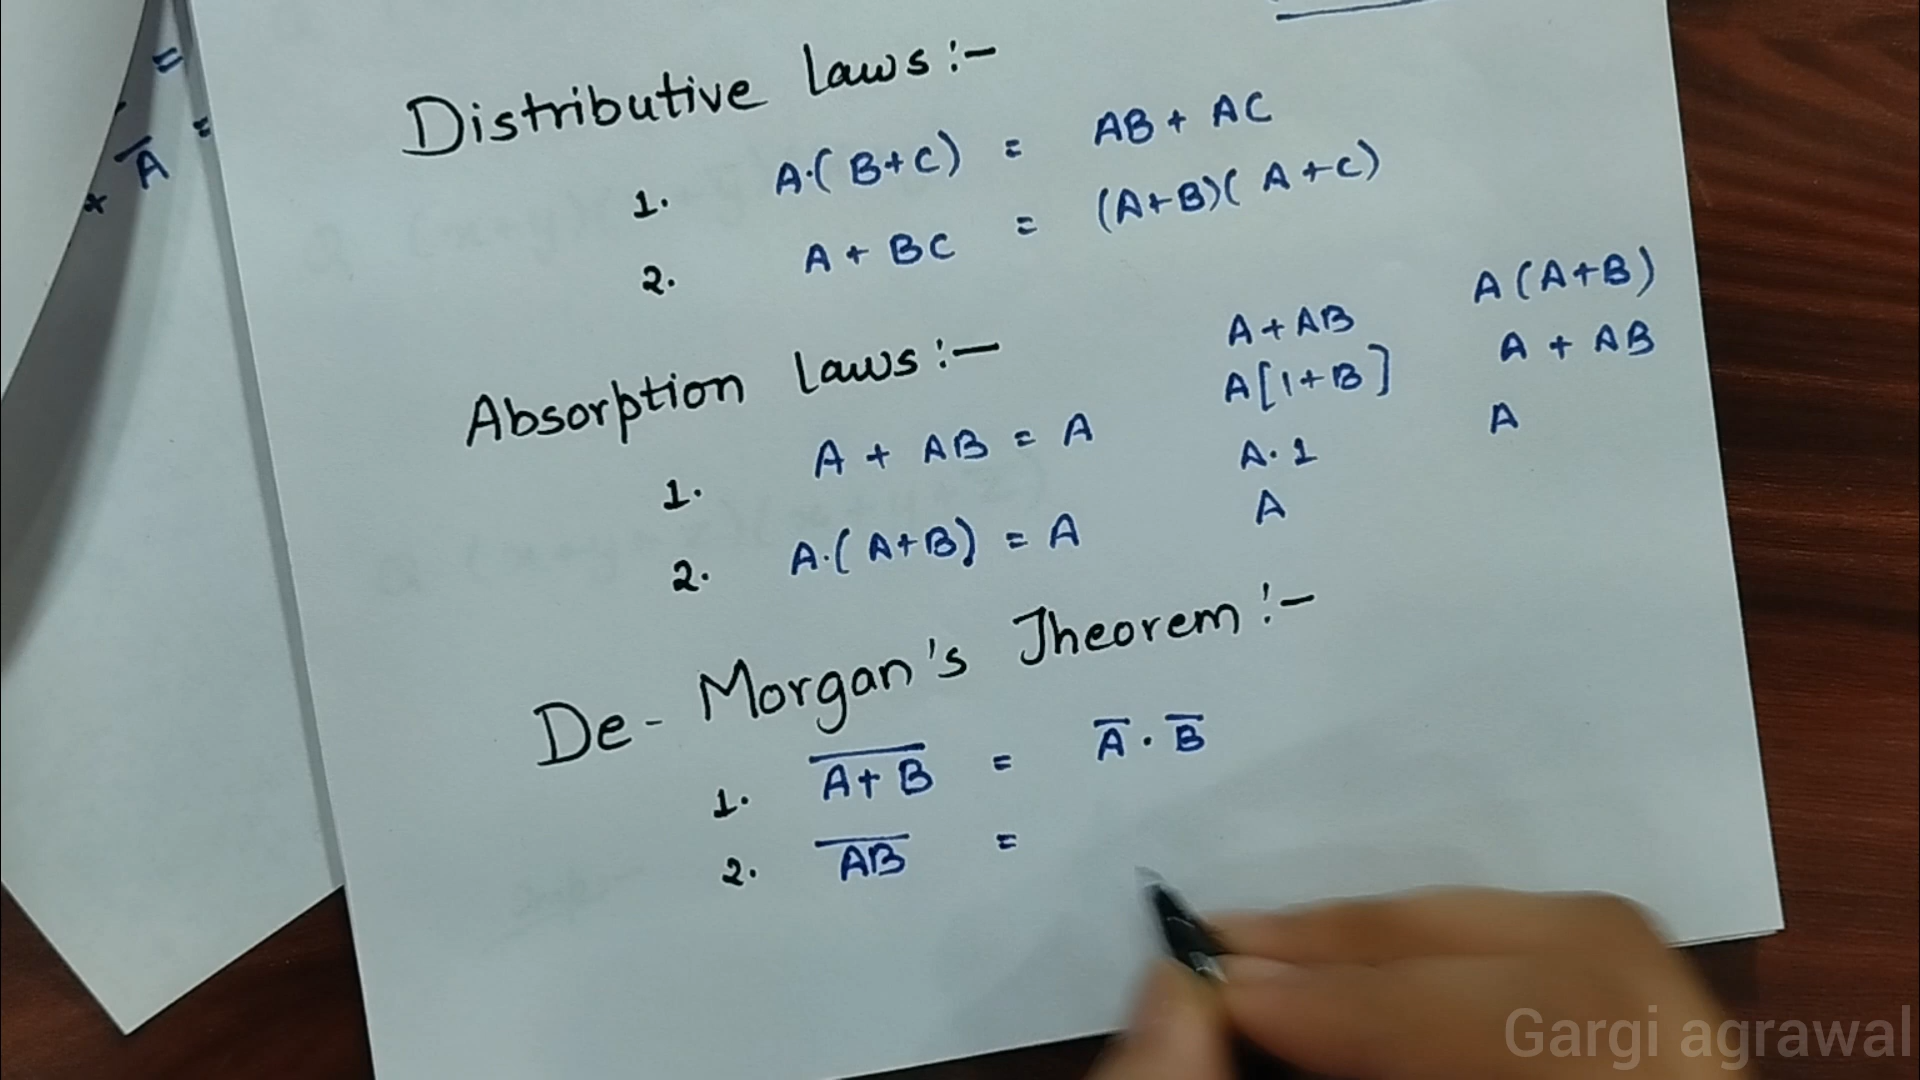 Distributive Laws :-
1. A.(B+C) = AB + AC
2. A + BC = (A+B)(A+C)
Absorption Laws :-
1. A + AB = A
2. A.(A+B) = A
A + AB
A[1+B]
A.1
A
A(A+B)
A + AB
A
De-Morgan's Theorem :-
1. A̅+̅B̅ = A̅ . B̅
2. A̅B̅ =
=
A̅ =
Gargi agrawal